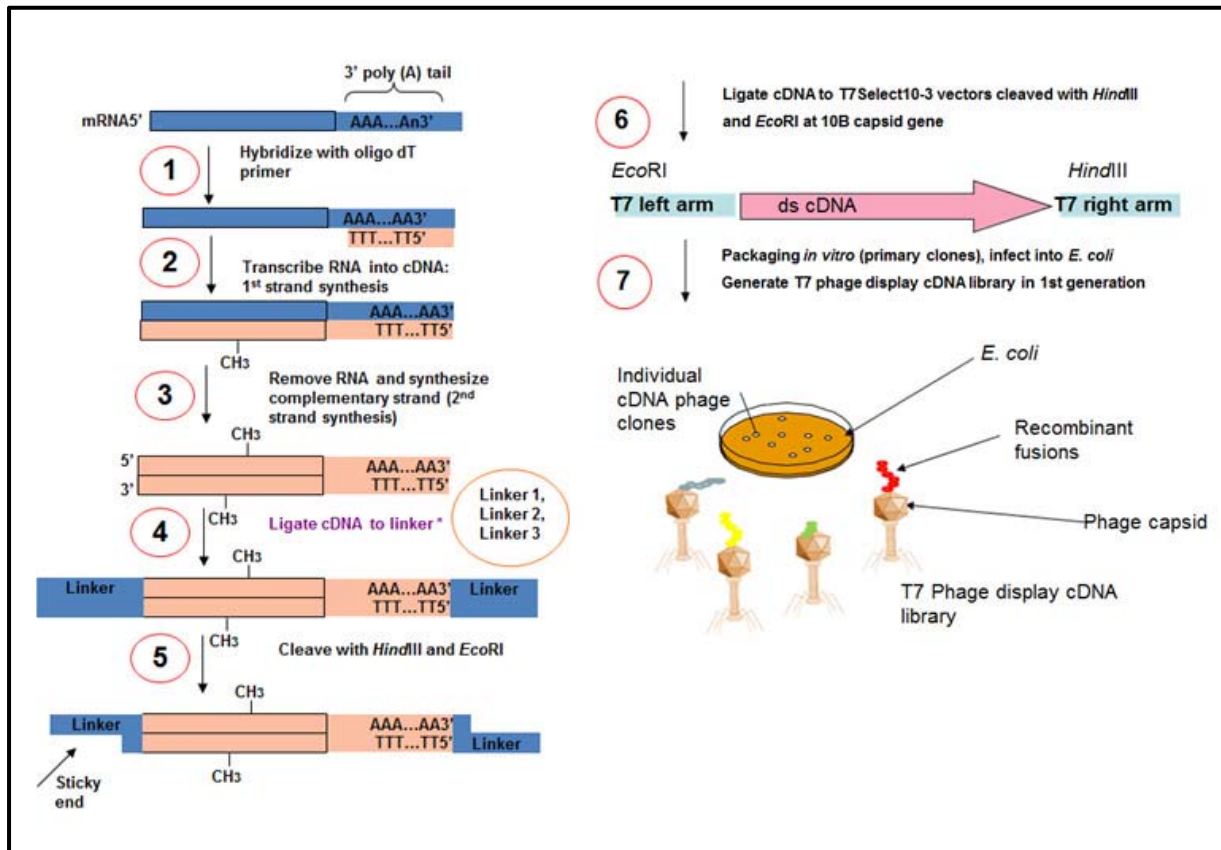 3' poly (A) tail
mRNA5'
AAA...An3'
1
Hybridize with oligo dT
primer
AAA...AA3'
TTT...TT5'
2
Transcribe RNA into cDNA:
1st strand synthesis
AAA...AA3'
TTT...TT5'
CH3
3
Remove RNA and synthesize
complementary strand (2nd
strand synthesis)
CH3
5'
3'
AAA...AA3'
TTT...TT5'
CH3
4
Ligate cDNA to linker *
Linker 1,
Linker 2,
Linker 3
CH3
Linker
AAA...AA3'
TTT...TT5'
Linker
CH3
5
Cleave with HindIII and EcoRI
CH3
Linker
AAA...AA3'
TTT...TT5'
Linker
CH3
Sticky
end
6
Ligate cDNA to T7Select10-3 vectors cleaved with HindIII
and EcoRI at 10B capsid gene
EcoRI
HindIII
T7 left arm
ds cDNA
T7 right arm
7
Packaging in vitro (primary clones), infect into E. coli
Generate T7 phage display cDNA library in 1st generation
E. coli
Individual
cDNA phage
clones
Recombinant
fusions
Phage capsid
T7 Phage display cDNA
library